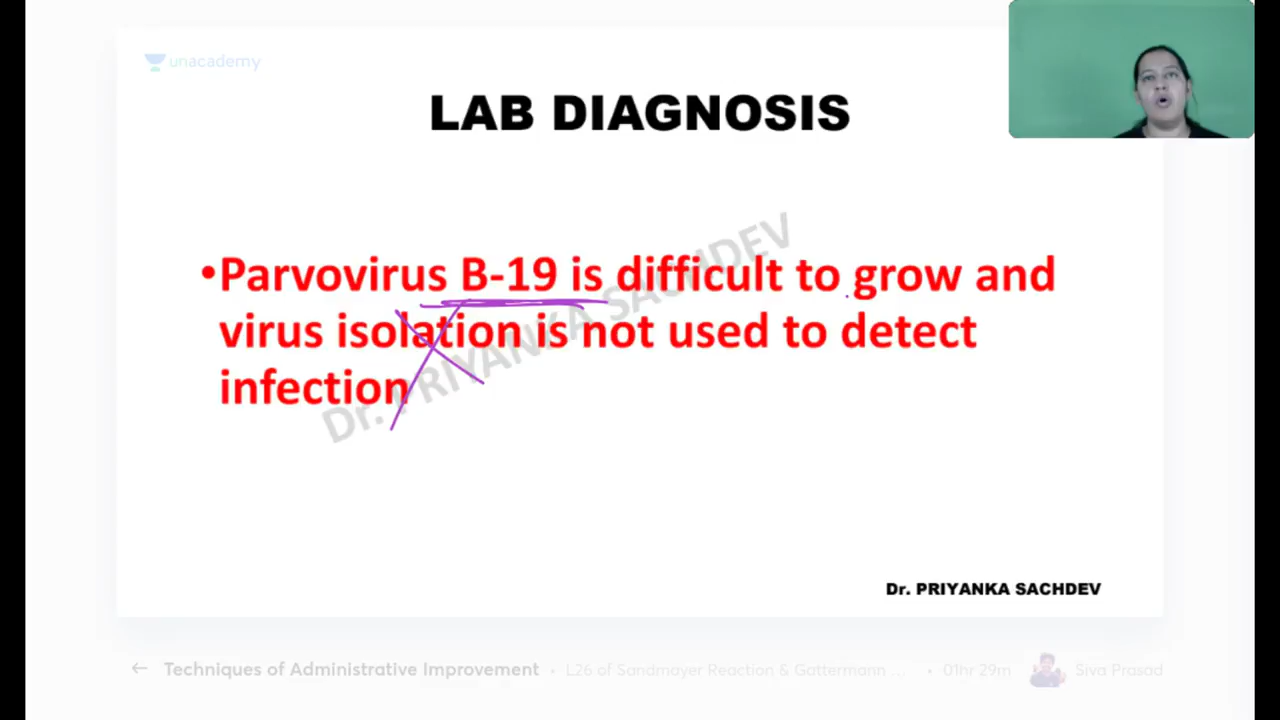 unacademy
LAB DIAGNOSIS
•Parvovirus B-19 is difficult to grow and
virus isolation is not used to detect
infection
Dr. PRIYANKA SACHDEV
Dr. PRIYANKA SACHDEV
← Techniques of Administrative Improvement • L26 of Sandmayer Reaction & Gattermann ... • 01hr 29m Siva Prasad